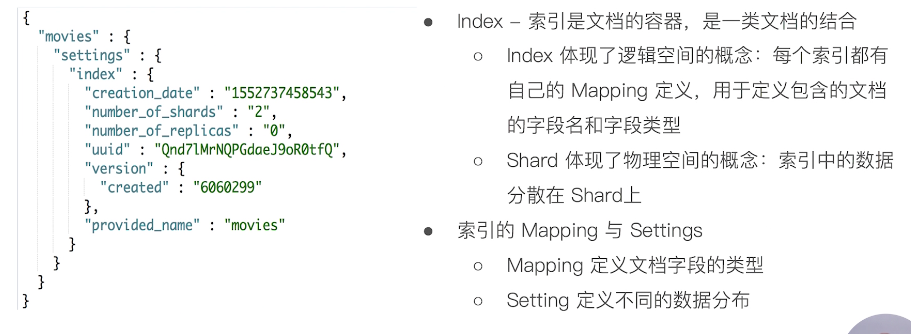 {
"movies" : {
"settings" : {
"index" : {
"creation_date" : "1552737458543",
"number_of_shards" : "2",
"number_of_replicas" : "0",
"uuid" : "Qnd7lMrNQPGdaeJ9oR0tfQ",
"version" : {
"created" : "6060299"
},
"provided_name" : "movies"
}
}
}
}
● Index – 索引是文档的容器，是一类文档的结合
○ Index 体现了逻辑空间的概念：每个索引都有
自己的 Mapping 定义，用于定义包含的文档
的字段名和字段类型
○ Shard 体现了物理空间的概念：索引中的数据
分散在 Shard上
● 索引的 Mapping 与 Settings
○ Mapping 定义文档字段的类型
○ Setting 定义不同的数据分布